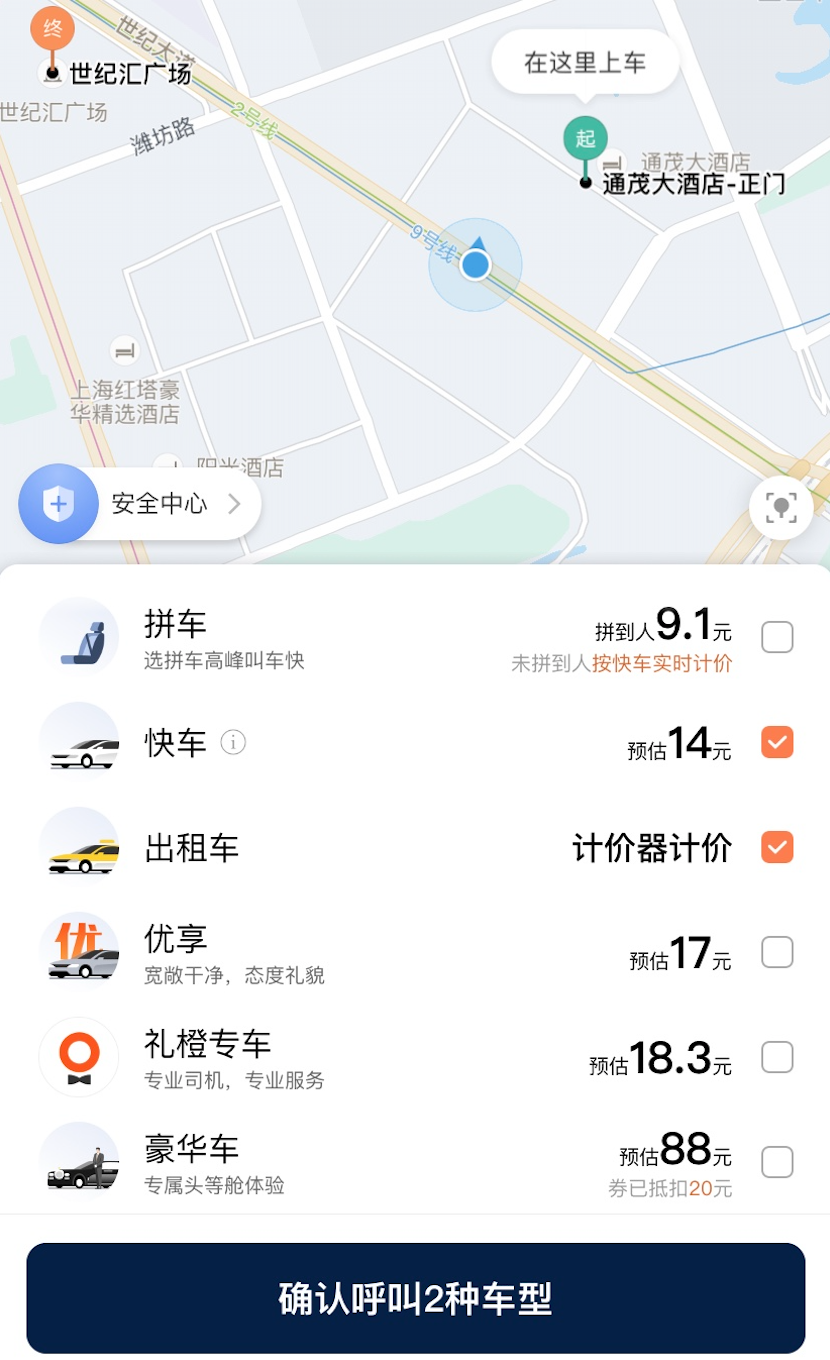 终
世纪大道
世纪汇广场
世纪汇广场
在这里上车
2号线
潍坊路
起
通茂大酒店
通茂大酒店-正门
9号线
上海红塔豪
华精选酒店
阳光酒店
安全中心
拼车
拼到人9.1元
选拼车高峰叫车快
未拼到人按快车实时计价
快车
预估14元
出租车
计价器计价
优
优享
宽敞干净，态度礼貌
预估17元
礼橙专车
专业司机，专业服务
预估18.3元
豪华车
预估88元
专属头等舱体验
券已抵扣20元
确认呼叫2种车型